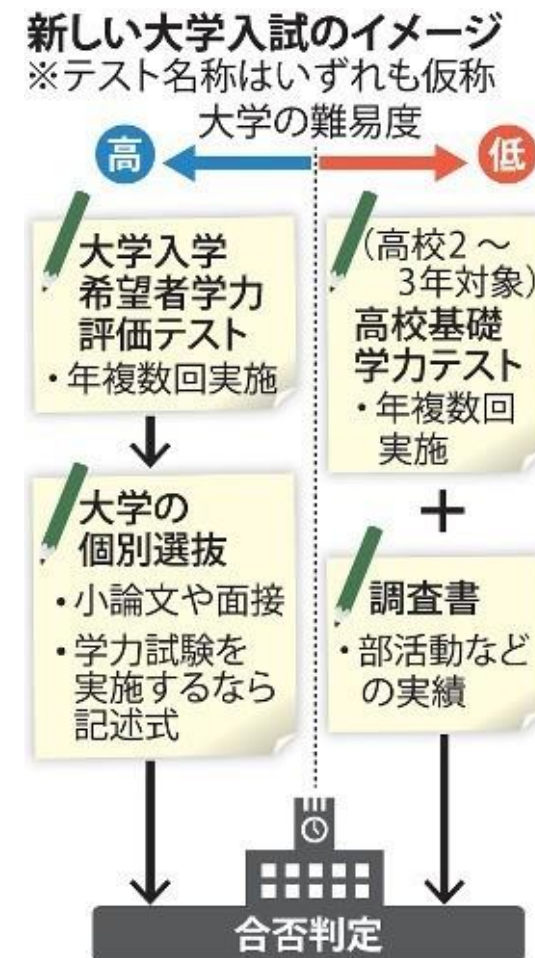 新しい大学入試のイメージ
※テスト名称はいずれも仮称
大学の難易度
高
低
大学入学
希望者学力
評価テスト
・年複数回実施
大学の
個別選抜
・小論文や面接
・学力試験を
実施するなら
記述式
(高校2～
3年対象)
高校基礎
学力テスト
・年複数回
実施
+
調査書
・部活動など
の実績
合否判定